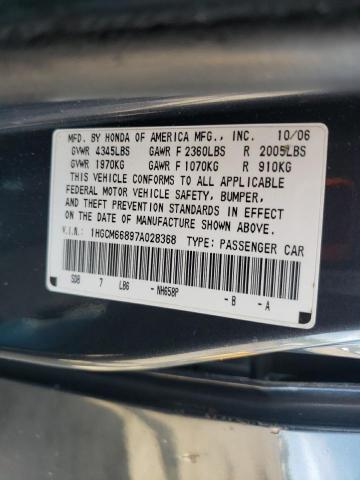 MFD. BY HONDA OF AMERICA MFG., INC. 10/06
GVWR 4345LBS GAWR F 2360LBS R 2005LBS
GVWR 1970KG GAWR F 1070KG R 910KG
THIS VEHICLE CONFORMS TO ALL APPLICABLE
FEDERAL MOTOR VEHICLE SAFETY, BUMPER,
AND THEFT PREVENTION STANDARDS IN EFFECT
ON THE DATE OF MANUFACTURE SHOWN ABOVE.
V.I.N.: 1HGCM66897A028368 TYPE: PASSENGER CAR
SDB 7 LB6 -NH658P -B -A